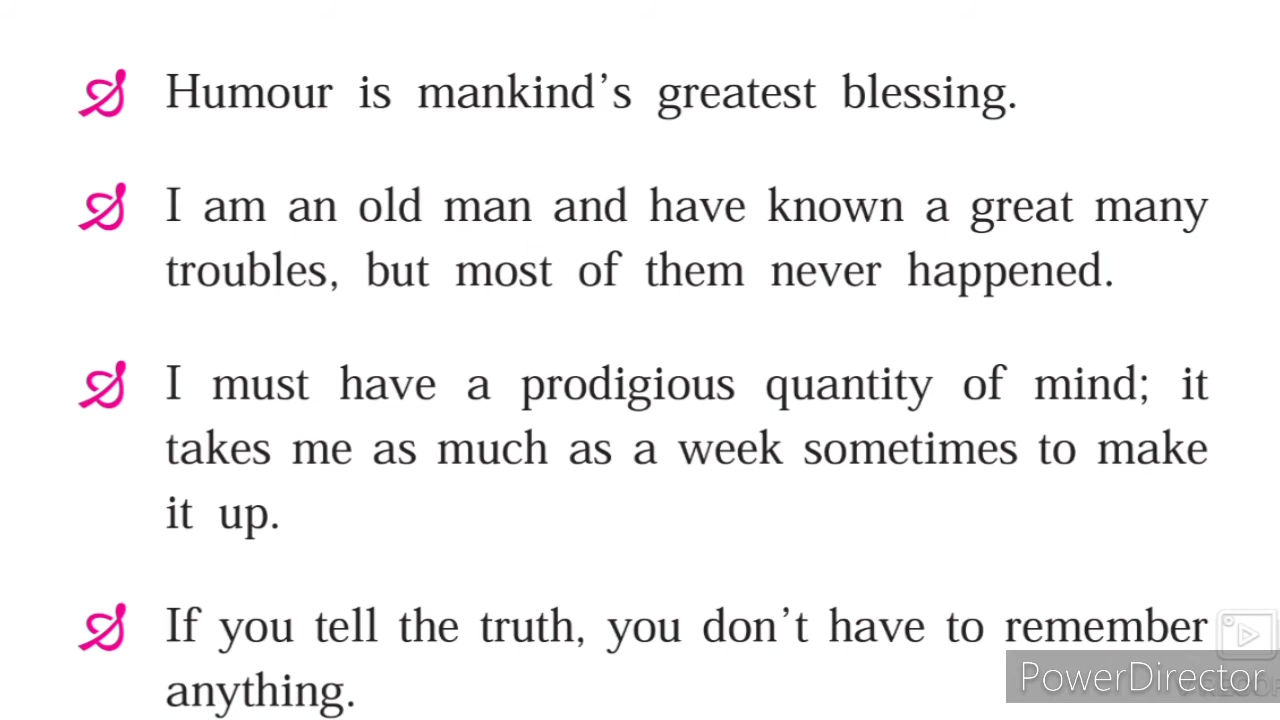 Humour is mankind’s greatest blessing.
I am an old man and have known a great many
troubles, but most of them never happened.
I must have a prodigious quantity of mind; it
takes me as much as a week sometimes to make
it up.
If you tell the truth, you don’t have to remember
anything.
PowerDirector